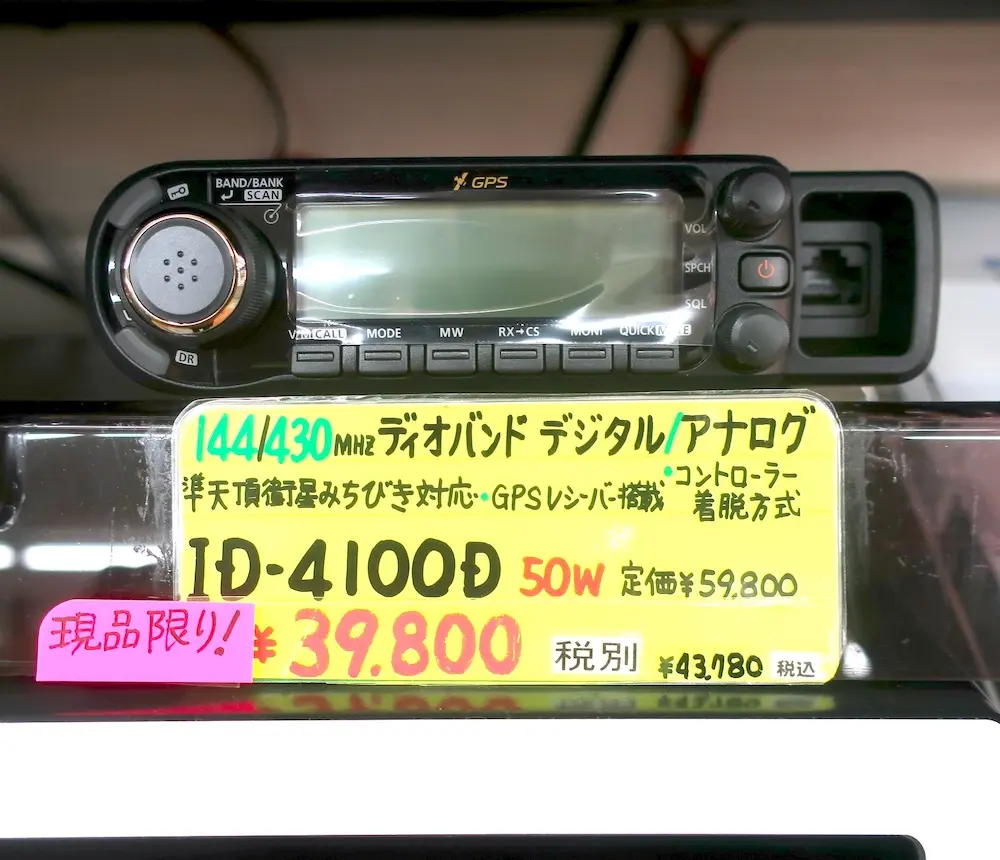 GPS
BAND/BANK
SCAN
VOL
SPCH
SQL
DR
MODE
MW
RX→CS
MONI
144/430MHz ディオバンド デジタル/アナログ
準天頂衛星みちびき対応・GPSレシーバー搭載
・コントローラー
着脱方式
ID-4100D 50W 定価¥59,800
現品限り!
¥39.800 税別 ¥43,780 税込